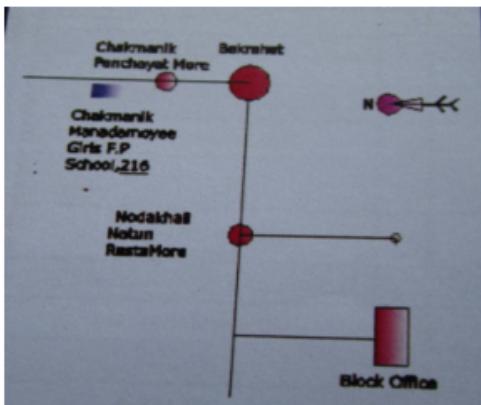 Chakmanik
Panchayat More
Bakrahat
N
Chakmanik
Manadamoyee
Girls F.P
School,216
Nodakhali
Notun
RastaMore
Block Office